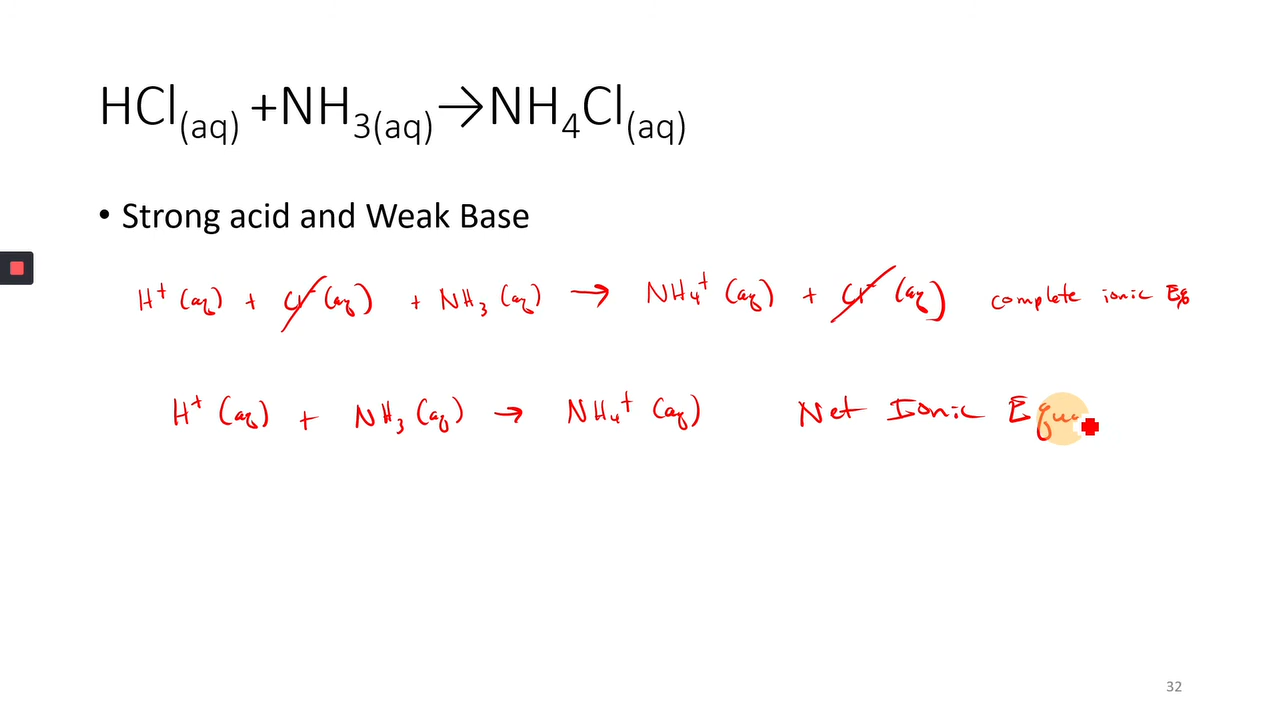 HCl(aq) +NH3(aq)→NH4Cl(aq)
• Strong acid and Weak Base
H+ (aq) + Cl- (aq) + NH3 (aq) → NH4+ (aq) + Cl- (aq) complete ionic Eq
H+ (aq) + NH3 (aq) → NH4+ (aq) Net Ionic Equa
32